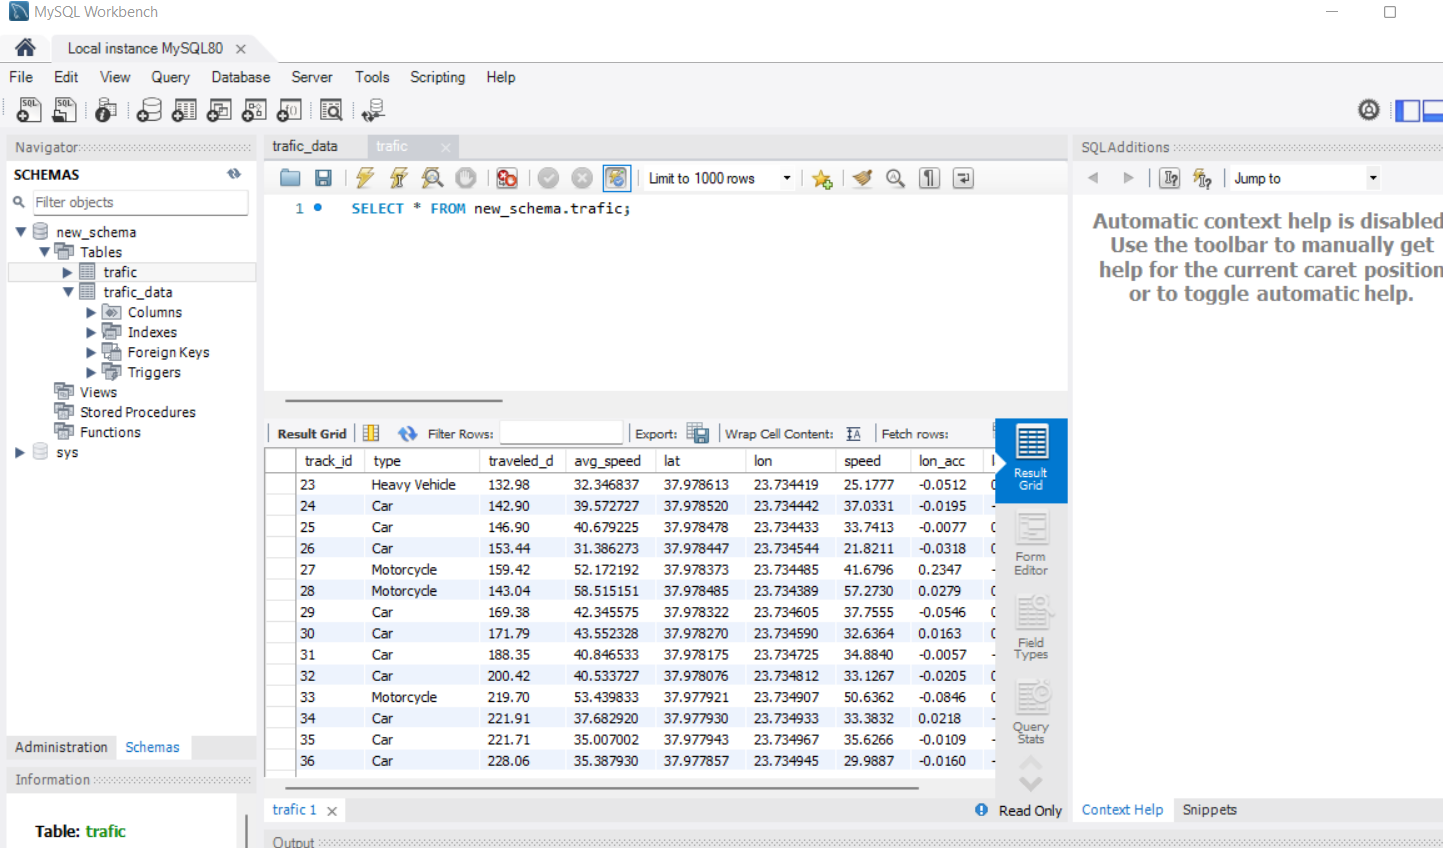 MySQL Workbench
Local instance MySQL80
File Edit View Query Database Server Tools Scripting Help
Navigator
SCHEMAS
Filter objects
new_schema
Tables
trafic
trafic_data
Columns
Indexes
Foreign Keys
Triggers
Views
Stored Procedures
Functions
sys
Administration Schemas
Information
Table: trafic
trafic_data trafic
Limit to 1000 rows
1 SELECT * FROM new_schema.trafic;
Result Grid Filter Rows: Export: Wrap Cell Content: Fetch rows:
track_id type traveled_d avg_speed lat lon speed lon_acc
23 Heavy Vehicle 132.98 32.346837 37.978613 23.734419 25.1777 -0.0512
24 Car 142.90 39.572727 37.978520 23.734442 37.0331 -0.0195
25 Car 146.90 40.679225 37.978478 23.734433 33.7413 -0.0077
26 Car 153.44 31.386273 37.978447 23.734544 21.8211 -0.0318
27 Motorcycle 159.42 52.172192 37.978373 23.734485 41.6796 0.2347
28 Motorcycle 143.04 58.515151 37.978485 23.734389 57.2730 0.0279
29 Car 169.38 42.345575 37.978322 23.734605 37.7555 -0.0546
30 Car 171.79 43.552328 37.978270 23.734590 32.6364 0.0163
31 Car 188.35 40.846533 37.978175 23.734725 34.8840 -0.0057
32 Car 200.42 40.533727 37.978076 23.734812 33.1267 -0.0205
33 Motorcycle 219.70 53.439833 37.977921 23.734907 50.6362 -0.0846
34 Car 221.91 37.682920 37.977930 23.734933 33.3832 0.0218
35 Car 221.71 35.007002 37.977943 23.734967 35.6266 -0.0109
36 Car 228.06 35.387930 37.977857 23.734945 29.9887 -0.0160
Result
Grid
Form
Editor
Field
Types
Query
Stats
trafic 1
Read Only
Output
SQLAdditions
Jump to
Automatic context help is disabled
Use the toolbar to manually get
help for the current caret position
or to toggle automatic help.
Context Help Snippets